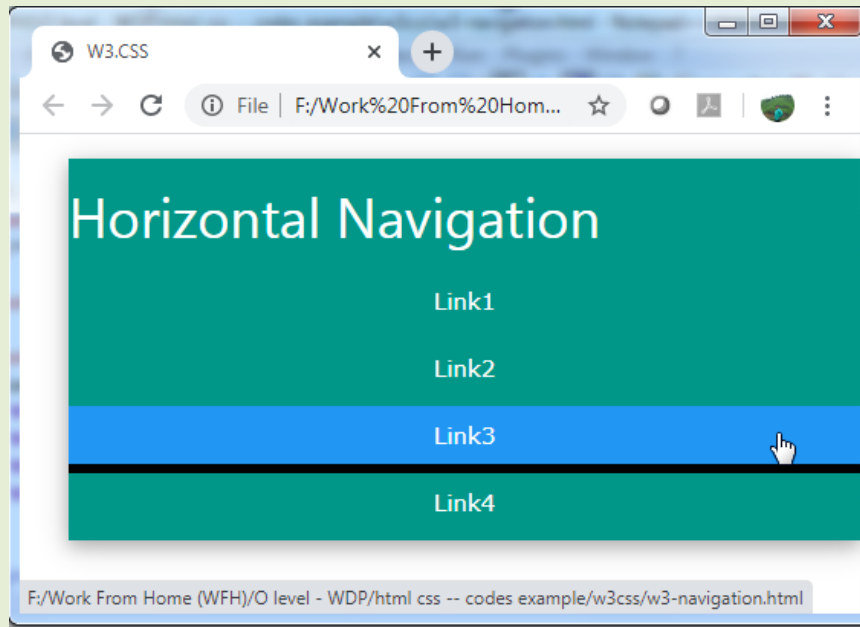 W3.CSS
File F:/Work%20From%20Hom...
Horizontal Navigation
Link1
Link2
Link3
Link4
F:/Work From Home (WFH)/O level - WDP/html css -- codes example/w3css/w3-navigation.html